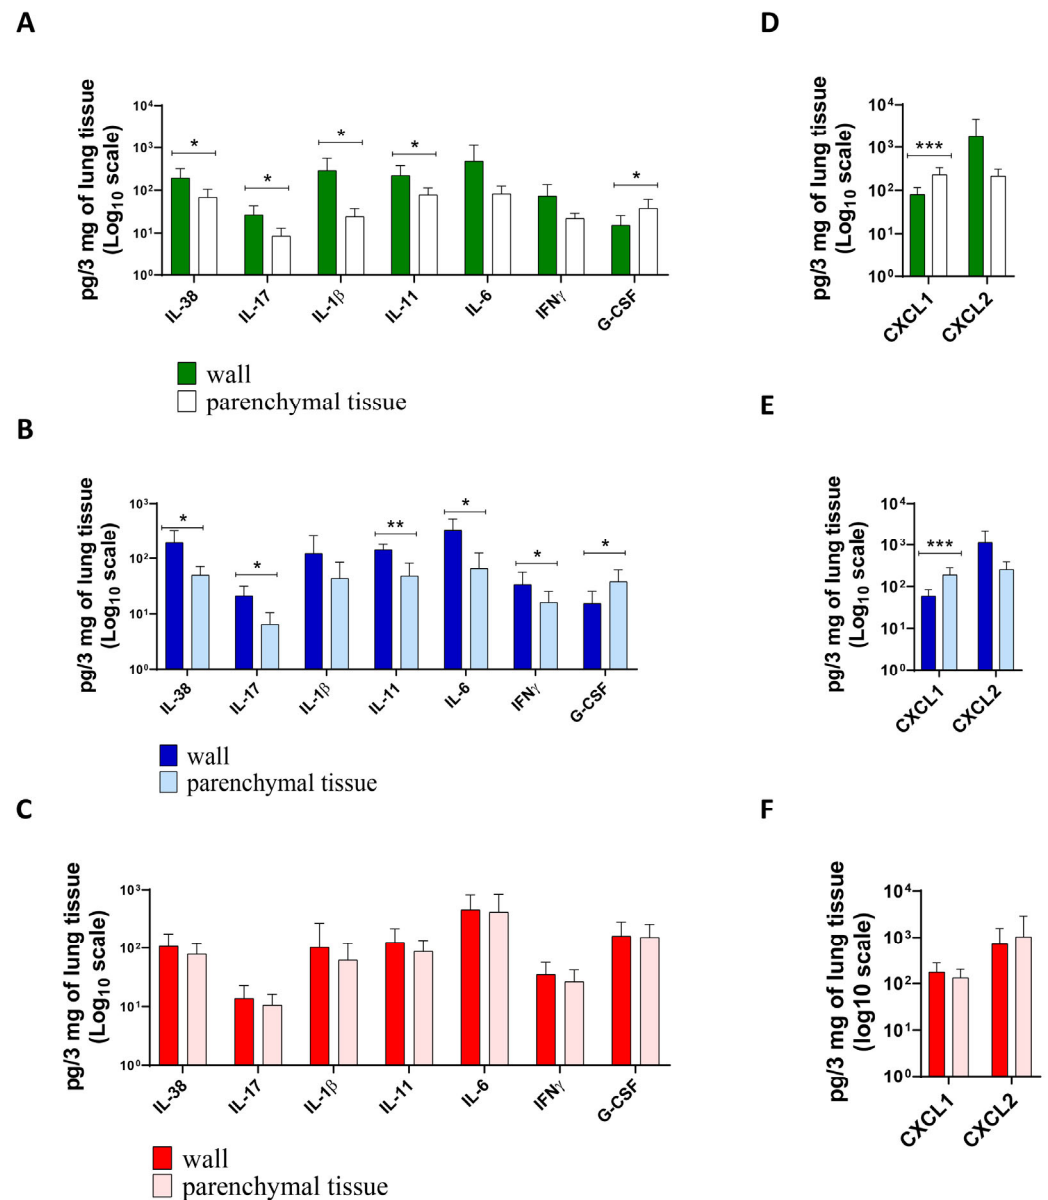 A
pg/3 mg of lung tissue
(Log₁₀ scale)
10⁴
10³
10²
10¹
10⁰
*
*
*
*
*
IL-38
IL-17
IL-1β
IL-11
IL-6
IFNγ
G-CSF
wall
parenchymal tissue
D
pg/3 mg of lung tissue
(Log₁₀ scale)
10⁴
10³
10²
10¹
10⁰
***
CXCL1
CXCL2
B
pg/3 mg of lung tissue
(Log₁₀ scale)
10³
10²
10¹
10⁰
*
*
**
*
*
*
IL-38
IL-17
IL-1β
IL-11
IL-6
IFNγ
G-CSF
wall
parenchymal tissue
E
pg/3 mg of lung tissue
(Log₁₀ scale)
10⁴
10³
10²
10¹
10⁰
***
CXCL1
CXCL2
C
pg/3 mg of lung tissue
(Log₁₀ scale)
10³
10²
10¹
10⁰
IL-38
IL-17
IL-1β
IL-11
IL-6
IFNγ
G-CSF
wall
parenchymal tissue
F
pg/3 mg of lung tissue
(log10 scale)
10⁴
10³
10²
10¹
10⁰
CXCL1
CXCL2